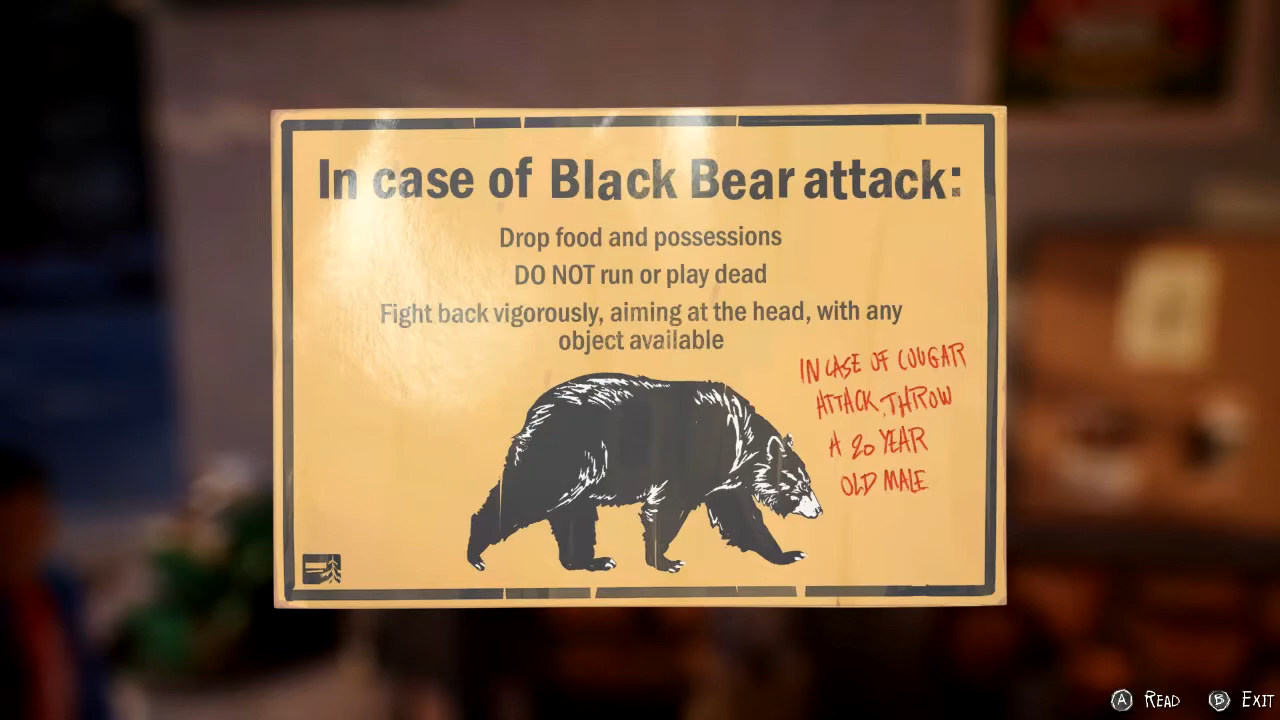 In case of Black Bear attack:
Drop food and possessions
DO NOT run or play dead
Fight back vigorously, aiming at the head, with any
object available
IN CASE OF COUGAR
ATTACK, THROW
A 20 YEAR
OLD MALE
A READ B EXIT